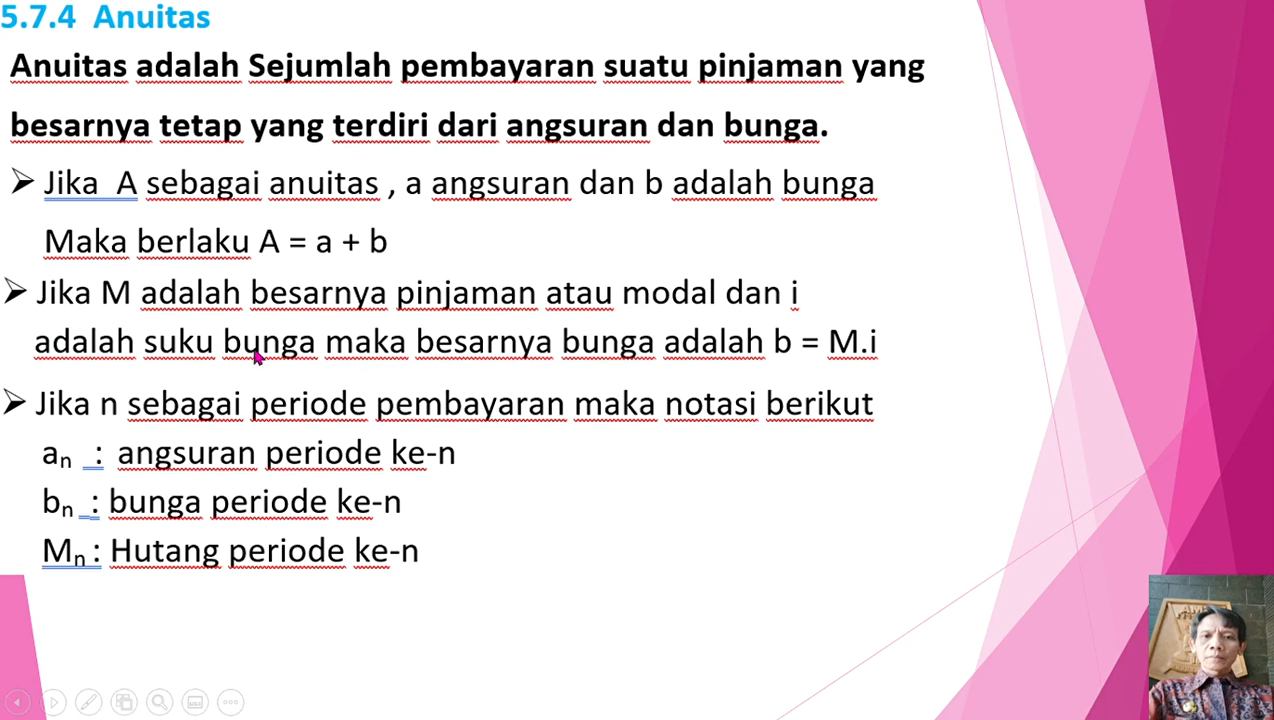 5.7.4 Anuitas
Anuitas adalah Sejumlah pembayaran suatu pinjaman yang
besarnya tetap yang terdiri dari angsuran dan bunga.
➢ Jika A sebagai anuitas , a angsuran dan b adalah bunga
Maka berlaku A = a + b
➢ Jika M adalah besarnya pinjaman atau modal dan i
adalah suku bunga maka besarnya bunga adalah b = M.i
➢ Jika n sebagai periode pembayaran maka notasi berikut
aₙ : angsuran periode ke-n
bₙ : bunga periode ke-n
Mₙ : Hutang periode ke-n